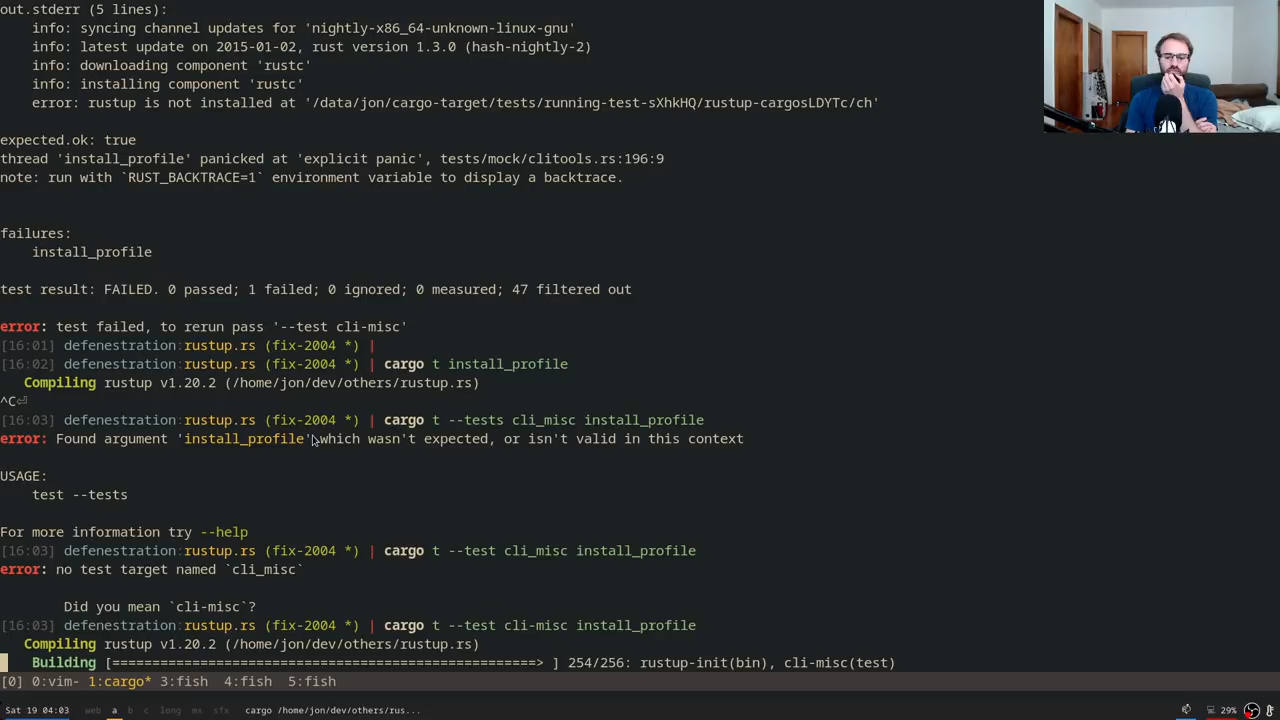 out.stderr (5 lines):
    info: syncing channel updates for 'nightly-x86_64-unknown-linux-gnu'
    info: latest update on 2015-01-02, rust version 1.3.0 (hash-nightly-2)
    info: downloading component 'rustc'
    info: installing component 'rustc'
    error: rustup is not installed at '/data/jon/cargo-target/tests/running-test-sXhkHQ/rustup-cargosLDYTc/ch'
expected.ok: true
thread 'install_profile' panicked at 'explicit panic', tests/mock/clitools.rs:196:9
note: run with `RUST_BACKTRACE=1` environment variable to display a backtrace.
failures:
    install_profile
test result: FAILED. 0 passed; 1 failed; 0 ignored; 0 measured; 47 filtered out
error: test failed, to rerun pass '--test cli-misc'
[16:01] defenestration:rustup.rs (fix-2004 *) |
[16:02] defenestration:rustup.rs (fix-2004 *) | cargo t install_profile
   Compiling rustup v1.20.2 (/home/jon/dev/others/rustup.rs)
^C⏎
[16:03] defenestration:rustup.rs (fix-2004 *) | cargo t --tests cli_misc install_profile
error: Found argument 'install_profile' which wasn't expected, or isn't valid in this context
USAGE:
    test --tests
For more information try --help
[16:03] defenestration:rustup.rs (fix-2004 *) | cargo t --test cli_misc install_profile
error: no test target named `cli_misc`
        Did you mean `cli-misc`?
[16:03] defenestration:rustup.rs (fix-2004 *) | cargo t --test cli-misc install_profile
   Compiling rustup v1.20.2 (/home/jon/dev/others/rustup.rs)
    Building [=====================================================> ] 254/256: rustup-init(bin), cli-misc(test)
[0] 0:vim- 1:cargo* 3:fish  4:fish  5:fish
Sat 19 04:03 web a b c long mx sfx cargo /home/jon/dev/others/rus... 29%